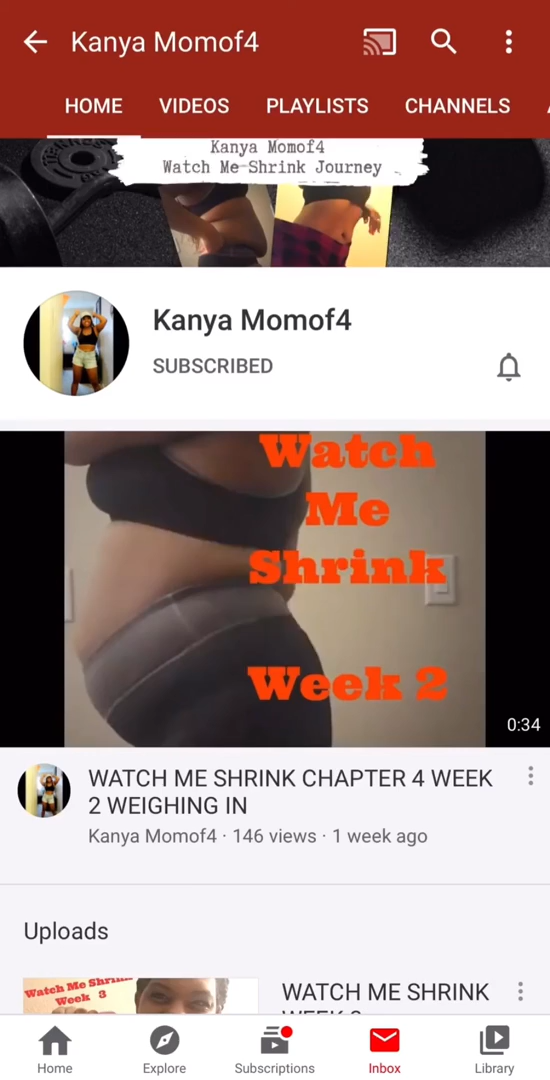 Kanya Momof4
HOME VIDEOS PLAYLISTS CHANNELS
Kanya Momof4
Watch Me Shrink Journey
Kanya Momof4
SUBSCRIBED
Watch
Me
Shrink
Week 2
0:34
WATCH ME SHRINK CHAPTER 4 WEEK
2 WEIGHING IN
Kanya Momof4 · 146 views · 1 week ago
Uploads
Watch Me Shrink
Week 3
WATCH ME SHRINK
Home Explore Subscriptions Inbox Library